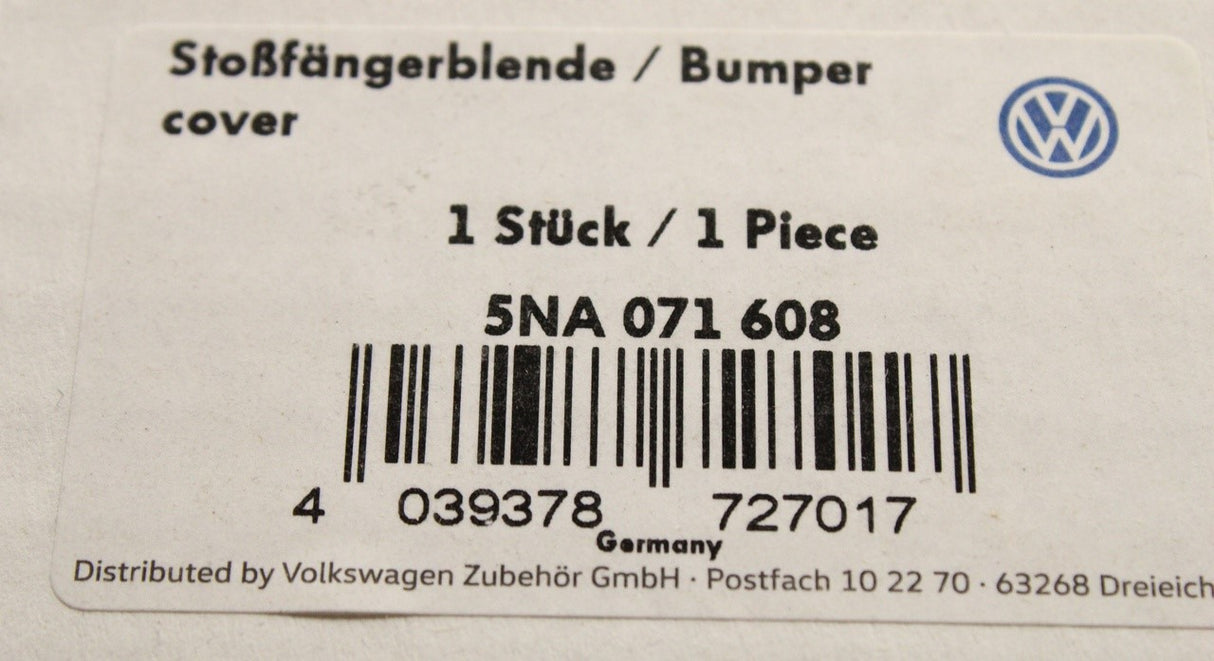 Stoßfängerblende / Bumper
cover
1 Stück / 1 Piece
5NA 071 608
4 039378 727017
Germany
Distributed by Volkswagen Zubehör GmbH · Postfach 10 22 70 · 63268 Dreieich